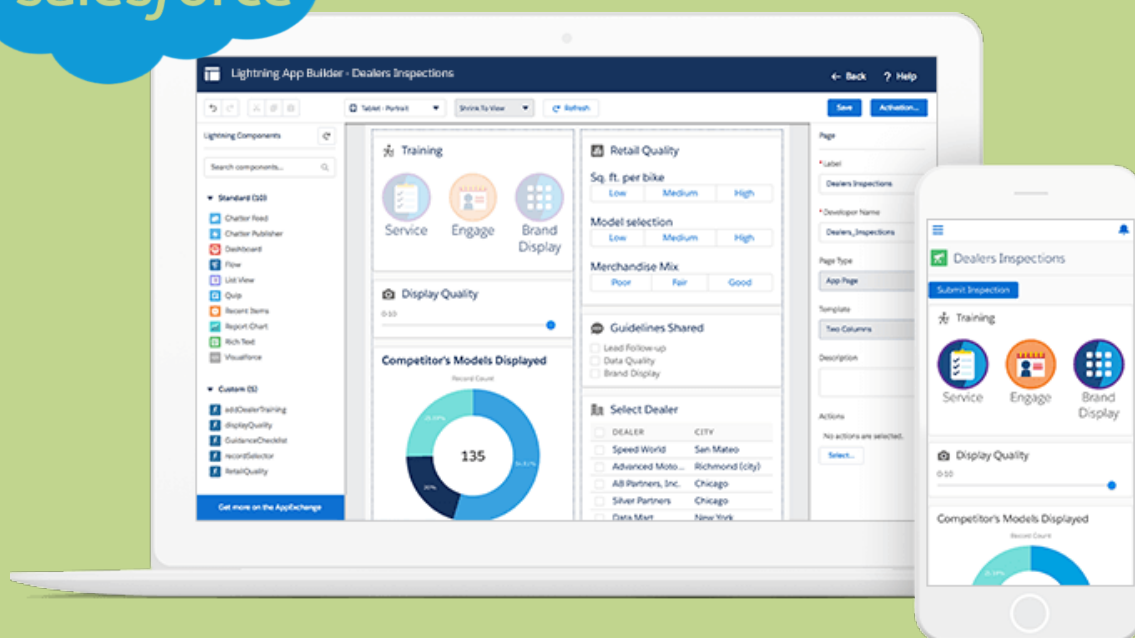 salesforce
Lightning App Builder - Dealers Inspections
← Back
? Help
Tablet - Portrait
Shrink To View
Refresh
Save
Activation...
Lightning Components
Search components...
Standard (10)
Chatter Feed
Chatter Publisher
Dashboard
Flow
List View
Quip
Recent Items
Report Chart
Rich Text
Visualforce
Custom (5)
addDealerTraining
displayQuality
GuidanceChecklist
recordSelector
RetailQuality
Get more on the AppExchange
Training
Service
Engage
Brand
Display
Display Quality
0-10
Competitor's Models Displayed
Record Count
135
20%
Retail Quality
Sq. ft. per bike
Low Medium High
Model selection
Low Medium High
Merchandise Mix
Poor Fair Good
Guidelines Shared
Lead Follow-up
Data Quality
Brand Display
Select Dealer
DEALER CITY
Speed World San Mateo
Advanced Moto... Richmond (city)
AB Partners, Inc. Chicago
Silver Partners Chicago
Data Mart New York
Page
*Label
Dealers Inspections
*Developer Name
Dealers_Inspections
Page Type
App Page
Template
Two Columns
Description
Actions
No actions are selected.
Select...
Dealers Inspections
Submit Inspection
Training
Service
Engage
Brand
Display
Display Quality
0-10
Competitor's Models Displayed
Record Count